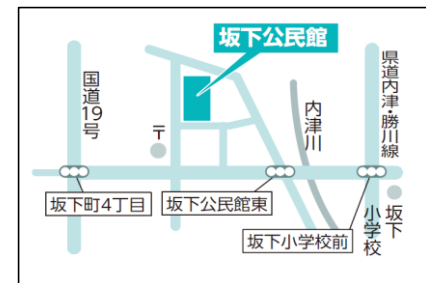 坂下公民館
国道19号
〒
内津川
県道内津・勝川線
坂下町4丁目
坂下公民館東
坂下小学校前
坂下
小学校